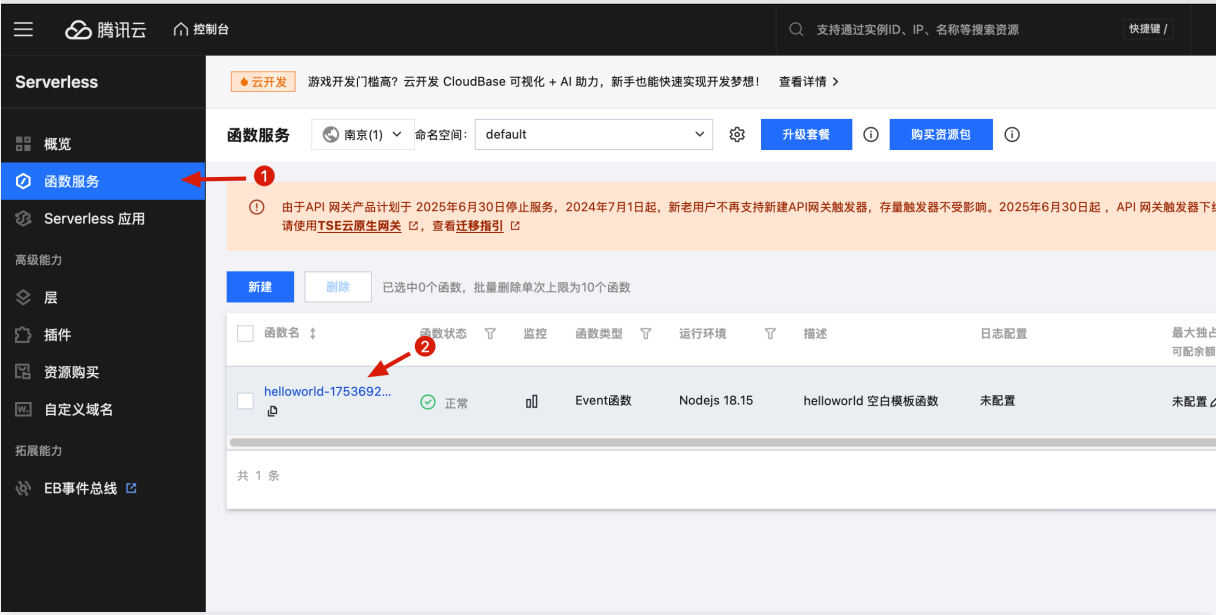 腾讯云 控制台 支持通过实例ID、IP、名称等搜索资源 快捷键 /
Serverless
云开发 游戏开发门槛高？云开发 CloudBase 可视化 + AI 助力，新手也能快速实现开发梦想！ 查看详情
概览
函数服务 南京(1) 命名空间: default 升级套餐 购买资源包
函数服务 1
Serverless 应用
高级能力
层
插件
资源购买
自定义域名
拓展能力
EB事件总线
由于API 网关产品计划于 2025年6月30日停止服务，2024年7月1日起，新老用户不再支持新建API网关触发器，存量触发器不受影响。2025年6月30日起 ，API 网关触发器下
请使用TSE云原生网关 ，查看迁移指引
新建 删除 已选中0个函数，批量删除单次上限为10个函数
函数名 函数状态 监控 函数类型 运行环境 描述 日志配置 最大独占
可配余额
2
helloworld-1753692... 正常 Event函数 Nodejs 18.15 helloworld 空白模板函数 未配置 未配置
共 1 条